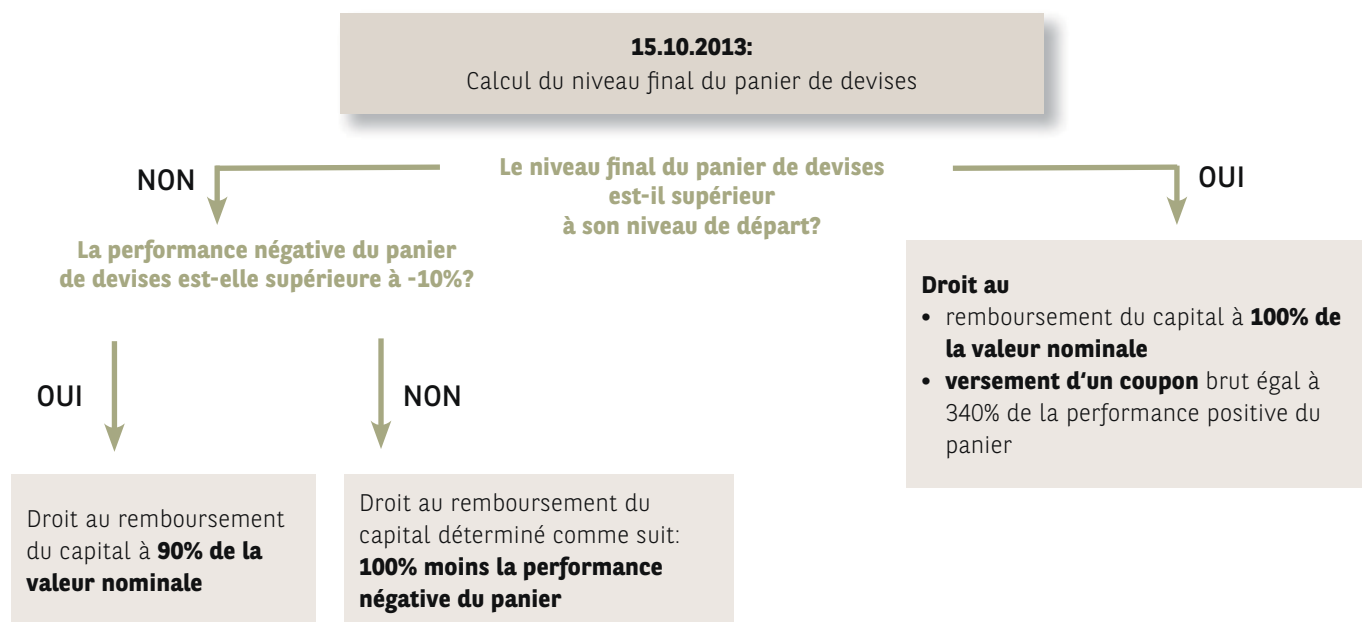 15.10.2013:
Calcul du niveau final du panier de devises
NON
Le niveau final du panier de devises
est-il supérieur
à son niveau de départ?
OUI
La performance négative du panier
de devises est-elle supérieure à -10%?
Droit au
• remboursement du capital à 100% de
la valeur nominale
• versement d‘un coupon brut égal à
340% de la performance positive du
panier
OUI
NON
Droit au remboursement
du capital à 90% de la
valeur nominale
Droit au remboursement du
capital déterminé comme suit:
100% moins la performance
négative du panier